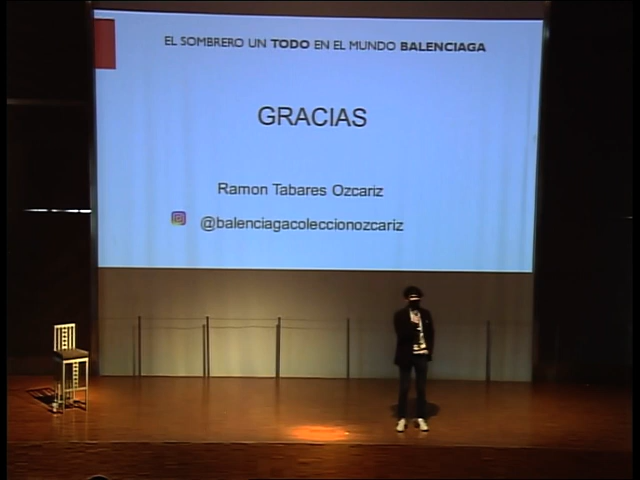 EL SOMBRERO UN TODO EN EL MUNDO BALENCIAGA
GRACIAS
Ramon Tabares Ozcariz
@balenciagacoleccionozcariz